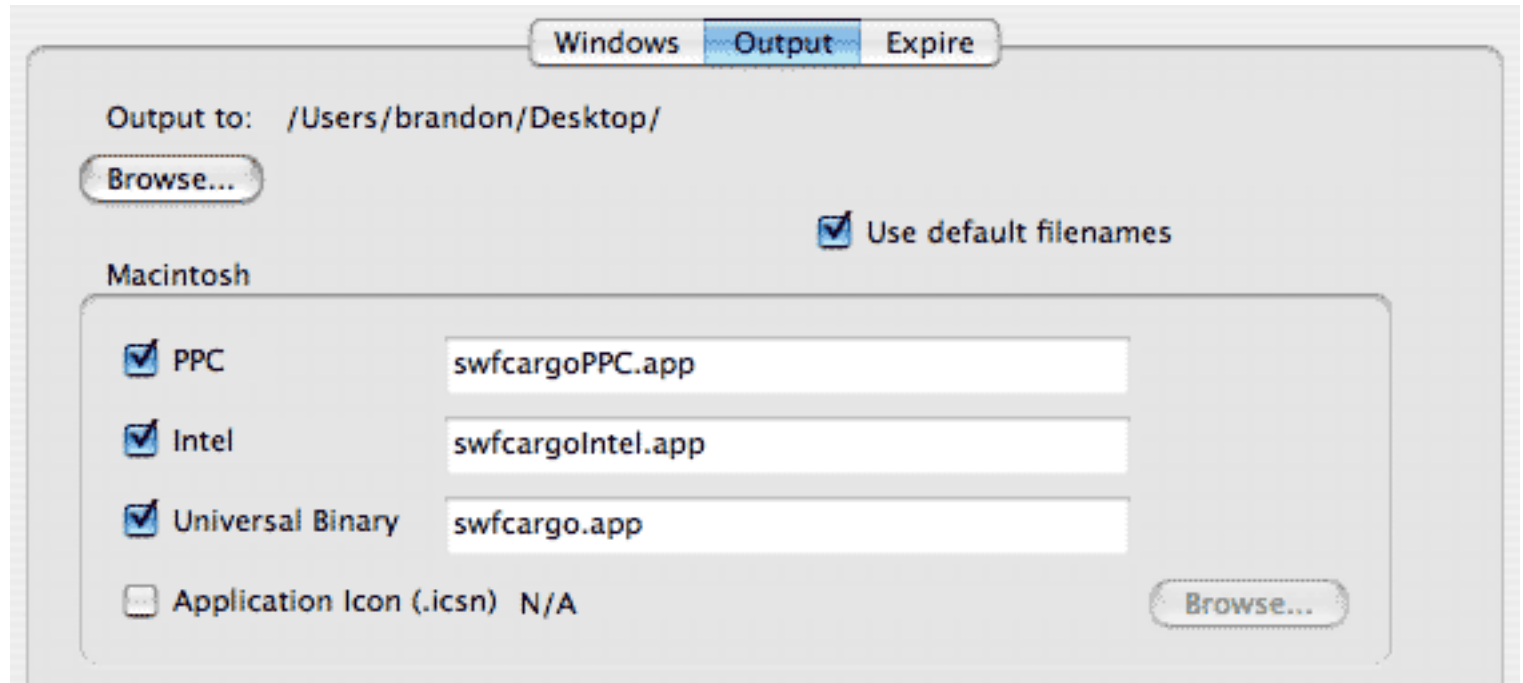 Windows Output Expire
Output to: /Users/brandon/Desktop/
Browse...
Use default filenames
Macintosh
PPC swfcargoPPC.app
Intel swfcargoIntel.app
Universal Binary swfcargo.app
Application Icon (.icsn) N/A Browse...